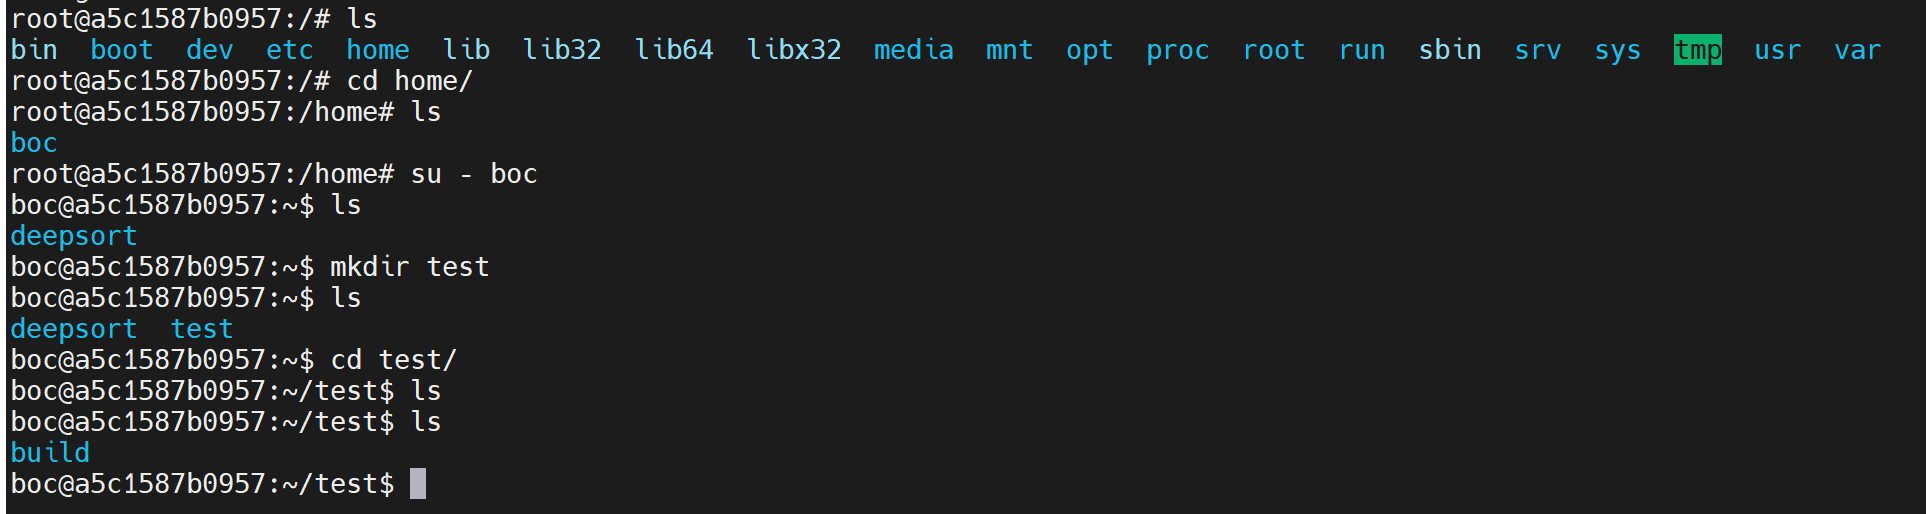 root@a5c1587b0957:/# ls
bin  boot  dev  etc  home  lib  lib32  lib64  libx32  media  mnt  opt  proc  root  run  sbin  srv  sys  tmp  usr  var
root@a5c1587b0957:/# cd home/
root@a5c1587b0957:/home# ls
boc
root@a5c1587b0957:/home# su - boc
boc@a5c1587b0957:~$ ls
deepsort
boc@a5c1587b0957:~$ mkdir test
boc@a5c1587b0957:~$ ls
deepsort  test
boc@a5c1587b0957:~$ cd test/
boc@a5c1587b0957:~/test$ ls
boc@a5c1587b0957:~/test$ ls
build
boc@a5c1587b0957:~/test$